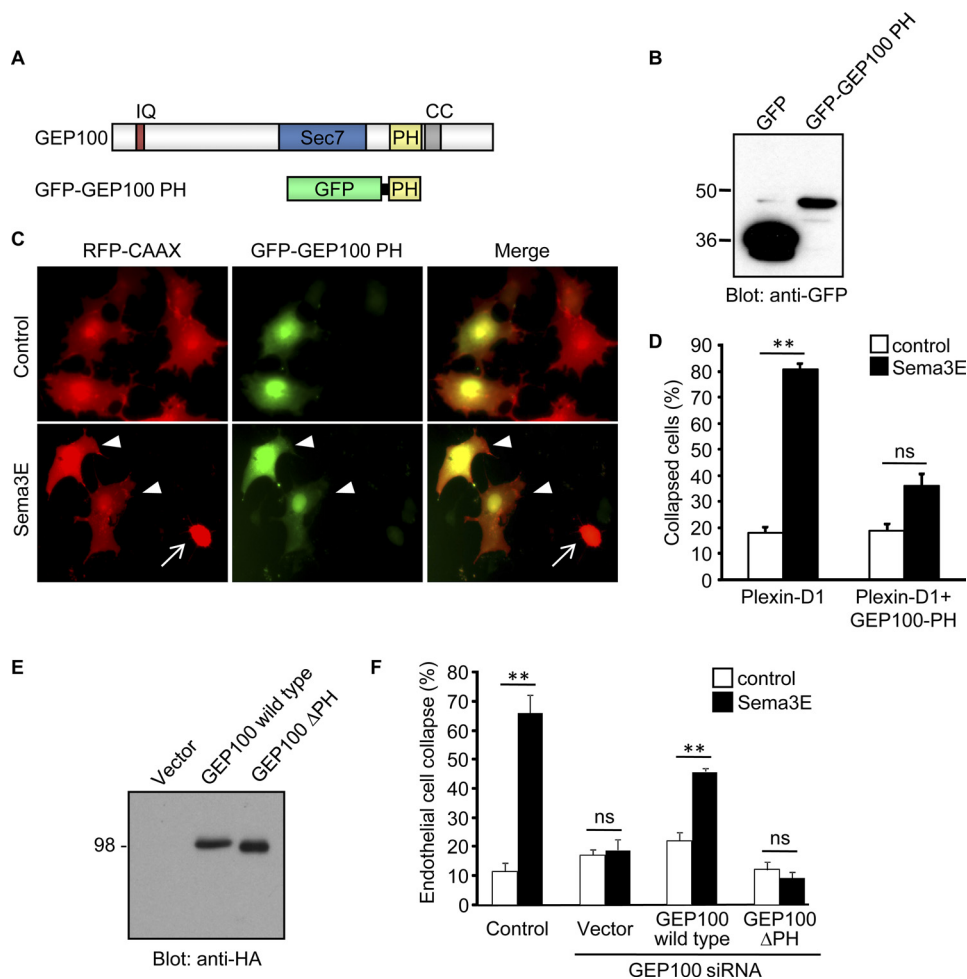 A
IQ
CC
GEP100
Sec7
PH
GFP-GEP100 PH
GFP
PH
B
GFP
GFP-GEP100 PH
50
36
Blot: anti-GFP
C
RFP-CAAX
GFP-GEP100 PH
Merge
Control
Sema3E
D
control
Sema3E
Collapsed cells (%)
90
80
70
60
50
40
30
20
10
0
**
ns
Plexin-D1
Plexin-D1+
GEP100-PH
E
Vector
GEP100 wild type
GEP100 ΔPH
98
Blot: anti-HA
F
control
Sema3E
Endothelial cell collapse (%)
80
70
60
50
40
30
20
10
0
**
ns
**
ns
Control
Vector
GEP100
wild type
GEP100
ΔPH
GEP100 siRNA